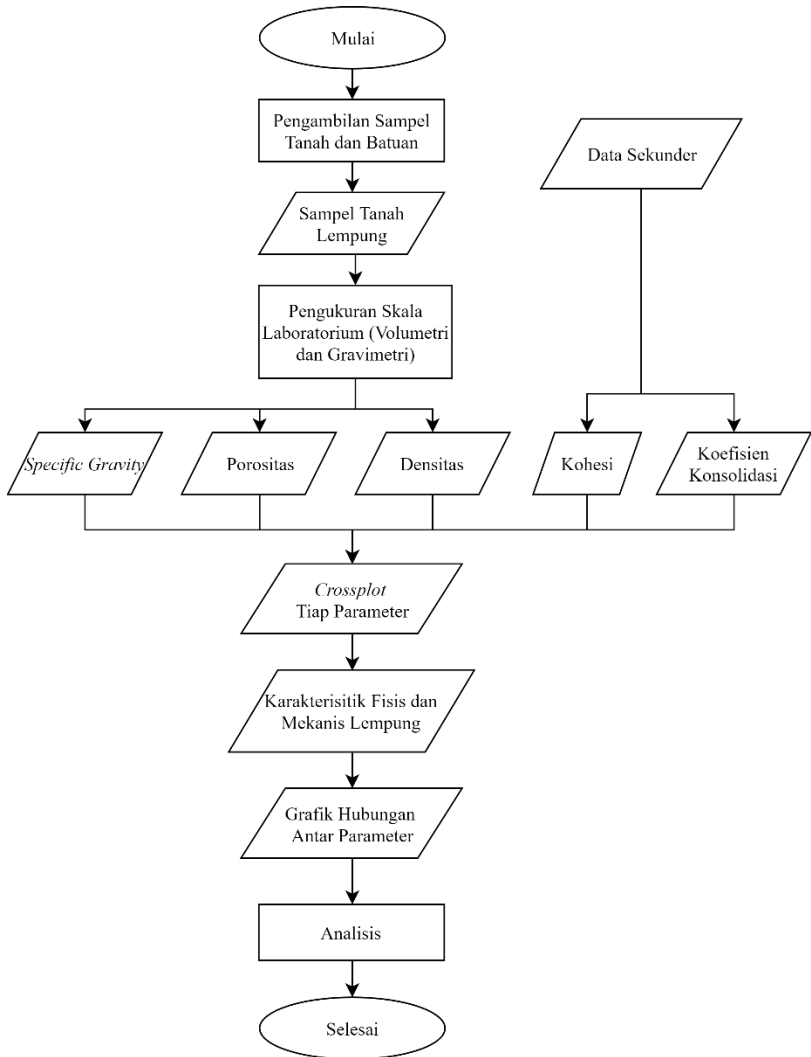 Mulai
Pengambilan Sampel
Tanah dan Batuan
Data Sekunder
Sampel Tanah
Lempung
Pengukuran Skala
Laboratorium (Volumetri
dan Gravimetri)
Specific Gravity
Porositas
Densitas
Kohesi
Koefisien
Konsolidasi
Crossplot
Tiap Parameter
Karakterisitik Fisis dan
Mekanis Lempung
Grafik Hubungan
Antar Parameter
Analisis
Selesai